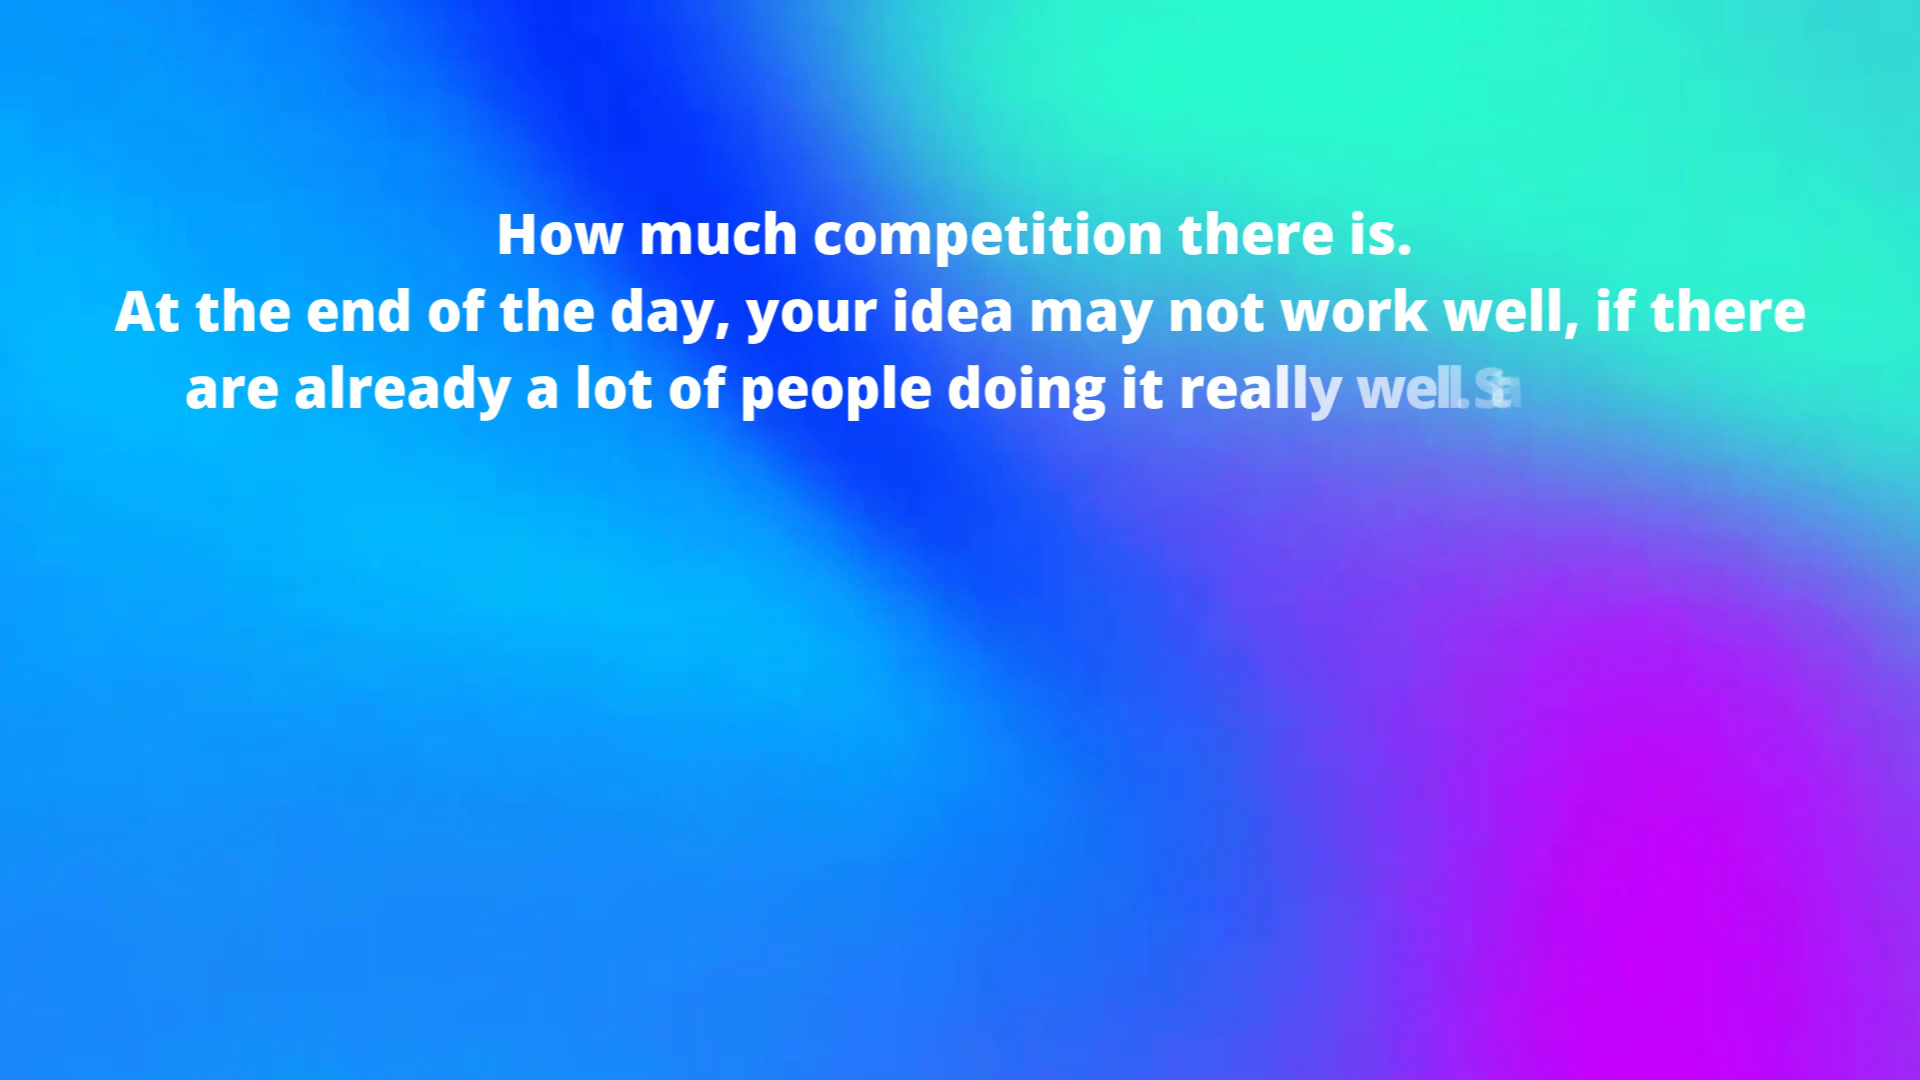 How much competition there is.
At the end of the day, your idea may not work well, if there
are already a lot of people doing it really well.